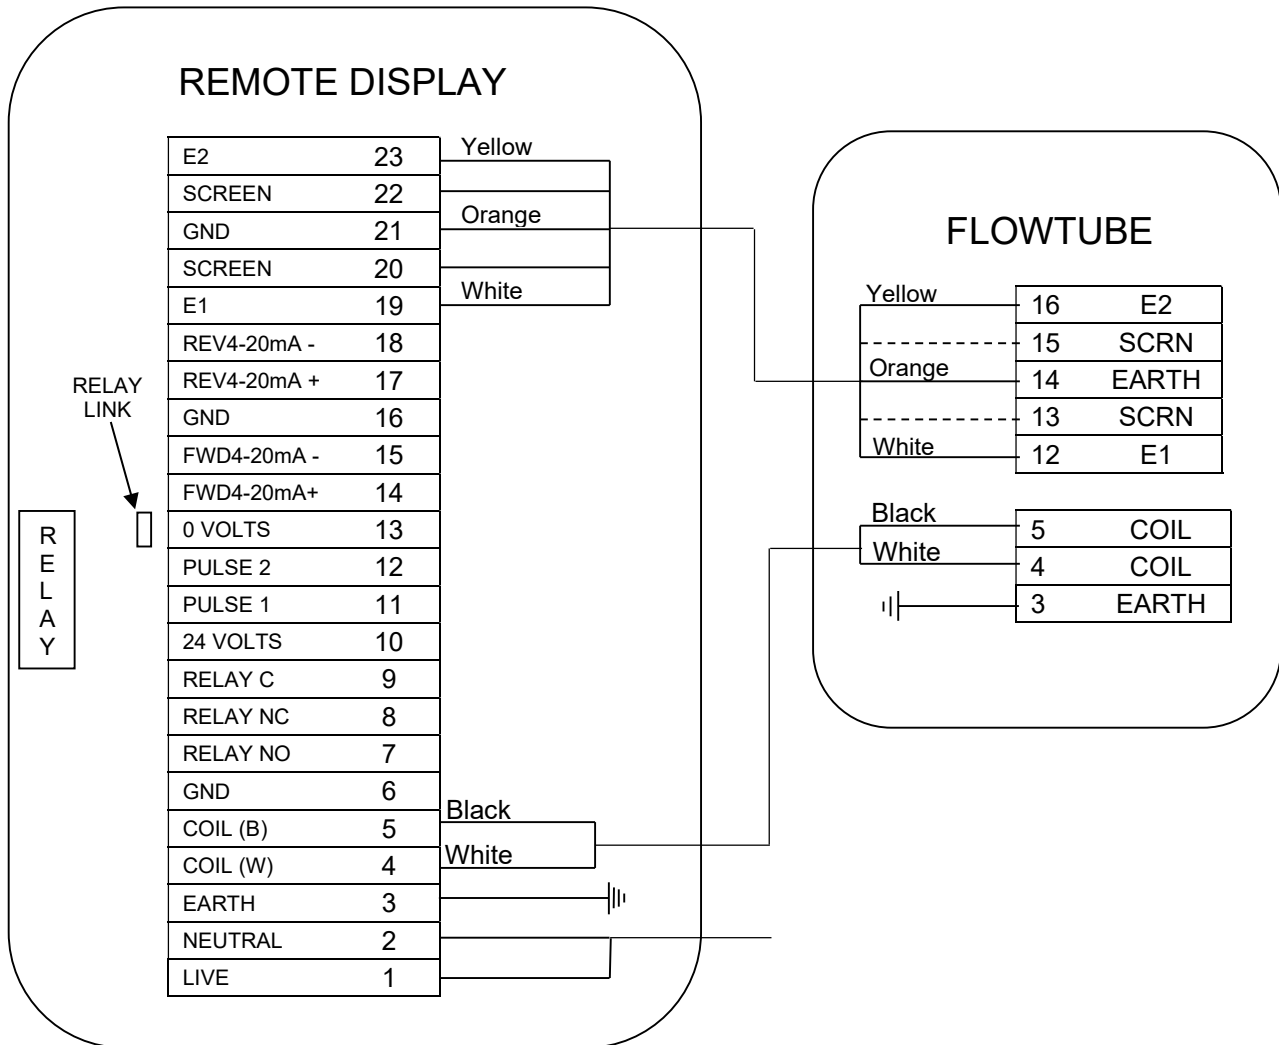 REMOTE DISPLAY
E2 23 Yellow
SCREEN 22
GND 21 Orange
SCREEN 20
E1 19 White
REV4-20mA - 18
REV4-20mA + 17
GND 16
FWD4-20mA - 15
FWD4-20mA+ 14
0 VOLTS 13
PULSE 2 12
PULSE 1 11
24 VOLTS 10
RELAY C 9
RELAY NC 8
RELAY NO 7
GND 6
COIL (B) 5 Black
COIL (W) 4 White
EARTH 3
NEUTRAL 2
LIVE 1
RELAY
LINK
RELAY
FLOWTUBE
Yellow 16 E2
15 SCRN
Orange 14 EARTH
13 SCRN
White 12 E1
Black 5 COIL
White 4 COIL
3 EARTH